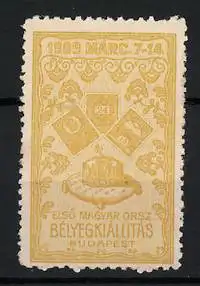 1909 MÁRC. 7-14.
ELSŐ MAGYAR ORSZ
BÉLYEGKIÁLLITÁS
BUDAPEST